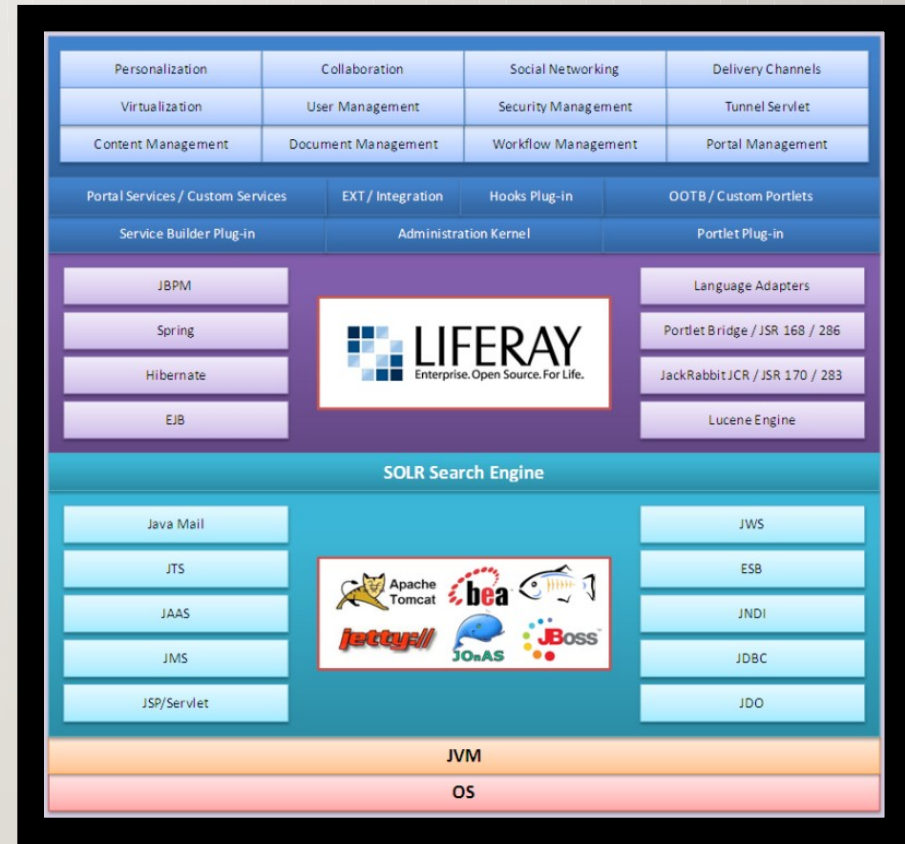 Personalization
Collaboration
Social Networking
Delivery Channels
Virtualization
User Management
Security Management
Tunnel Servlet
Content Management
Document Management
Workflow Management
Portal Management
Portal Services / Custom Services
EXT / Integration
Hooks Plug-in
OOTB / Custom Portlets
Service Builder Plug-in
Administration Kernel
Portlet Plug-in
JBPM
Spring
Hibernate
EJB
LIFERAY
Enterprise. Open Source. For Life.
Language Adapters
Portlet Bridge / JSR 168 / 286
JackRabbit JCR / JSR 170 / 283
Lucene Engine
SOLR Search Engine
Java Mail
JTS
JAAS
JMS
JSP/Servlet
Apache
Tomcat
bea
jetty://
JOnAS
JBoss
JWS
ESB
JNDI
JDBC
JDO
JVM
OS